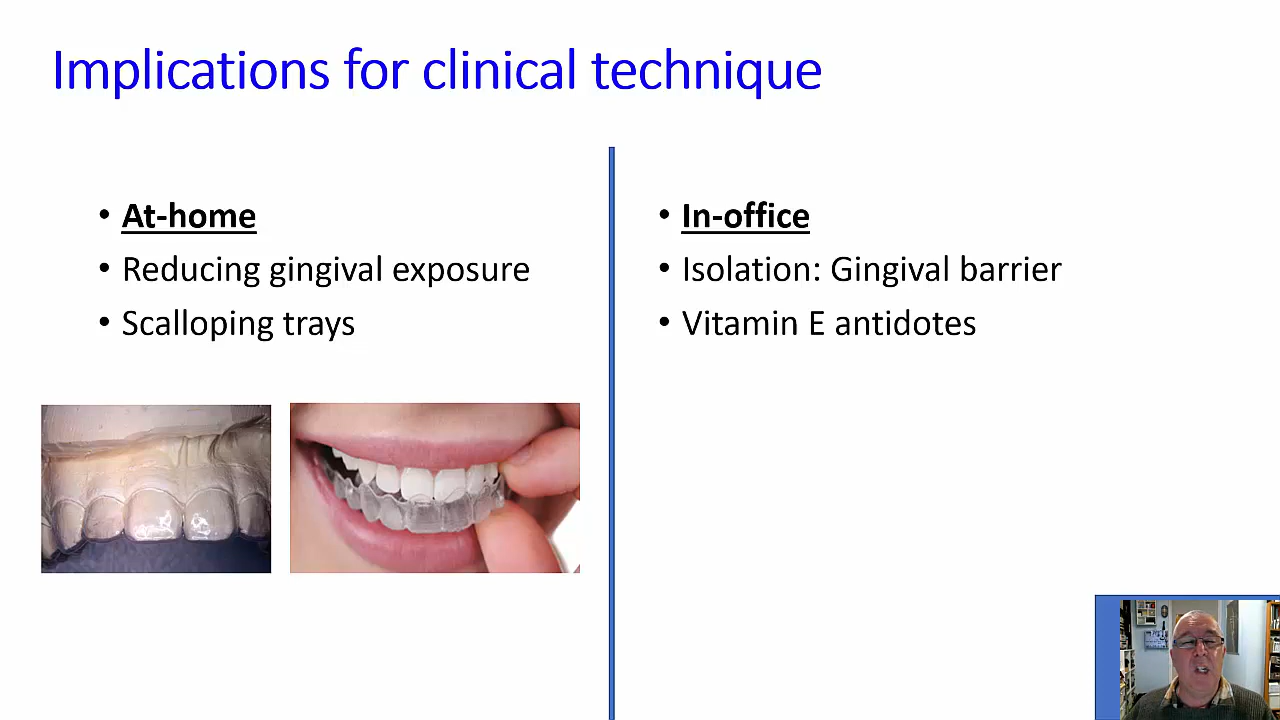 Implications for clinical technique
• At-home
• Reducing gingival exposure
• Scalloping trays
• In-office
• Isolation: Gingival barrier
• Vitamin E antidotes